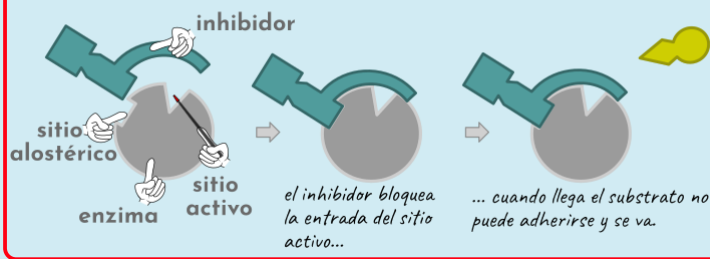 inhibidor
sitio
alostérico
enzima
sitio
activo
el inhibidor bloquea
la entrada del sitio
activo...
... cuando llega el substrato no
puede adherirse y se va.